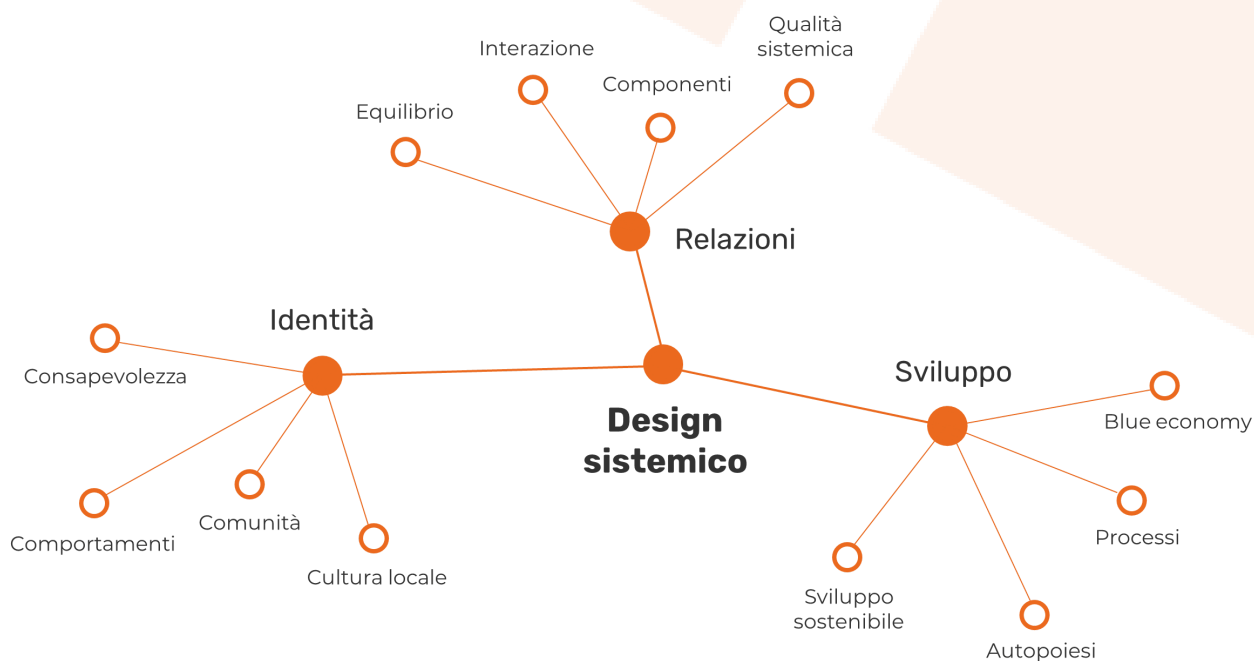 Qualità
sistemica
Interazione
Componenti
Equilibrio
Relazioni
Identità
Consapevolezza
Sviluppo
Blue economy
Design
sistemico
Comunità
Comportamenti
Processi
Cultura locale
Sviluppo
sostenibile
Autopoiesi